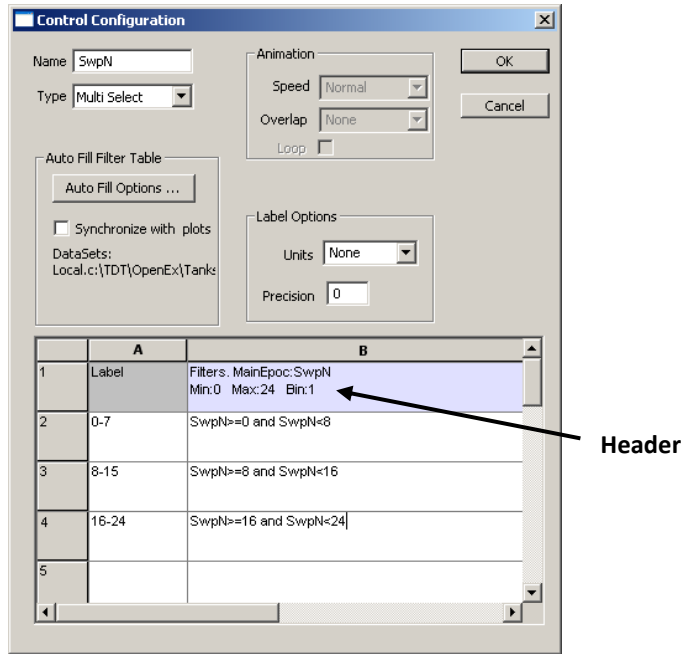 Control Configuration
Name SwpN
Type Multi Select
Animation
Speed Normal
Overlap None
Loop
OK
Cancel
Auto Fill Filter Table
Auto Fill Options ...
Synchronize with plots
DataSets:
Local.c:\TDT\OpenEx\Tanks
Label Options
Units None
Precision 0
A B
1 Label Filters. MainEpoc:SwpN
Min:0 Max:24 Bin:1
2 0-7 SwpN>=0 and SwpN<8
3 8-15 SwpN>=8 and SwpN<16
4 16-24 SwpN>=16 and SwpN<24
5
Header